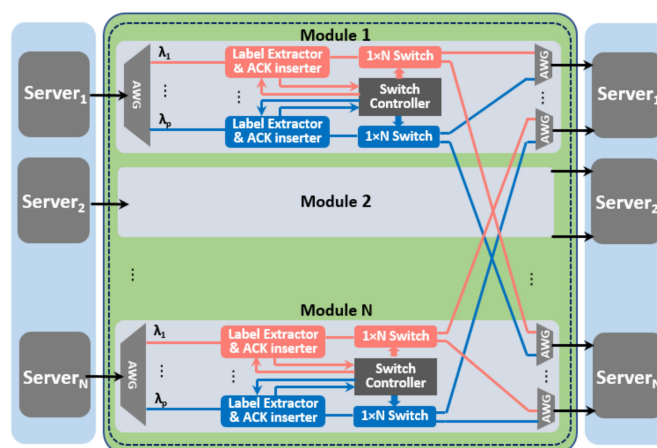 Module 1
Server1
AWG
λ1
Label Extractor
& ACK inserter
1×N Switch
AWG
Server1
...
...
Switch
Controller
...
λp
Label Extractor
& ACK inserter
1×N Switch
AWG
Server2
Module 2
Server2
...
...
Module N
λ1
Label Extractor
& ACK inserter
1×N Switch
AWG
ServerN
AWG
...
...
Switch
Controller
...
ServerN
λp
Label Extractor
& ACK inserter
1×N Switch
AWG